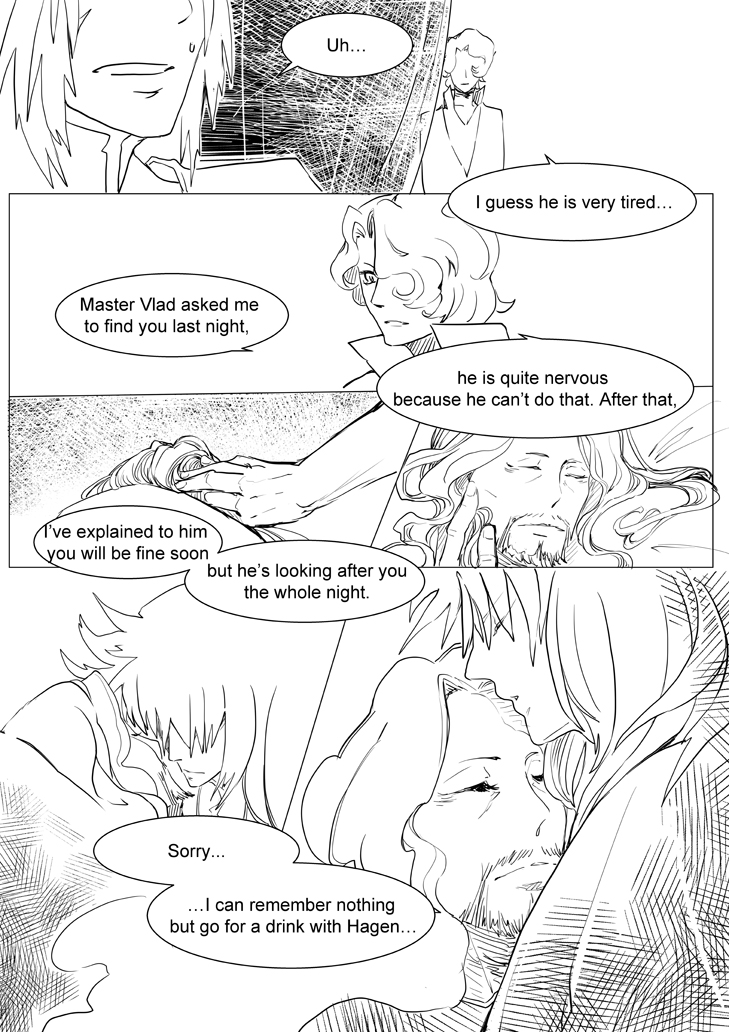 Uh…
I guess he is very tired…
Master Vlad asked me
to find you last night,
he is quite nervous
because he can't do that. After that,
I've explained to him
you will be fine soon
but he's looking after you
the whole night.
Sorry...
…I can remember nothing
but go for a drink with Hagen…